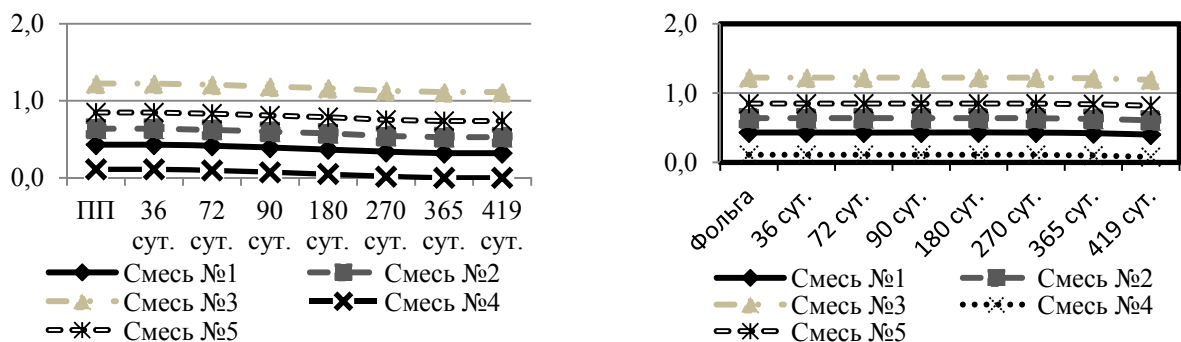 2,0
1,0
0,0
ПП 36 72 90 180 270 365 419
сут. сут. сут. сут. сут. сут. сут.
Смесь №1 Смесь №2
Смесь №3 Смесь №4
Смесь №5
2,0
1,0
0,0
Фольга 36 сут. 72 сут. 90 сут. 180 сут. 270 сут. 365 сут. 419 сут.
Смесь №1 Смесь №2
Смесь №3 Смесь №4
Смесь №5